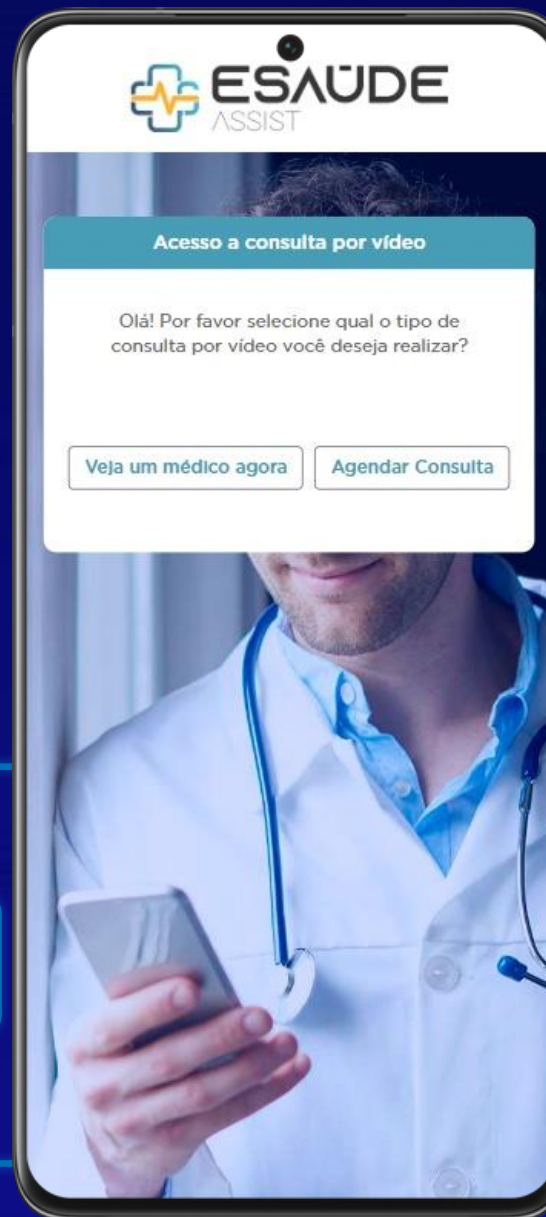 ESAÚDE
ASSIST
Acesso a consulta por vídeo
Olá! Por favor selecione qual o tipo de
consulta por vídeo você deseja realizar?
Veja um médico agora
Agendar Consulta